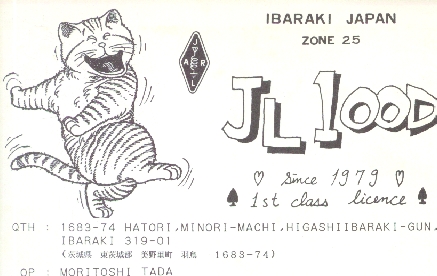 IBARAKI JAPAN
ZONE 25
JARL
JL1OOD
♡ Since 1979 ♡
♠ 1st class licence ♠
QTH : 1683-74 HATORI,MINORI-MACHI,HIGASHIIBARAKI-GUN,
IBARAKI 319-01
(茨城県 東茨城郡 美野里町 羽鳥 1683-74)
OP : MORITOSHI TADA